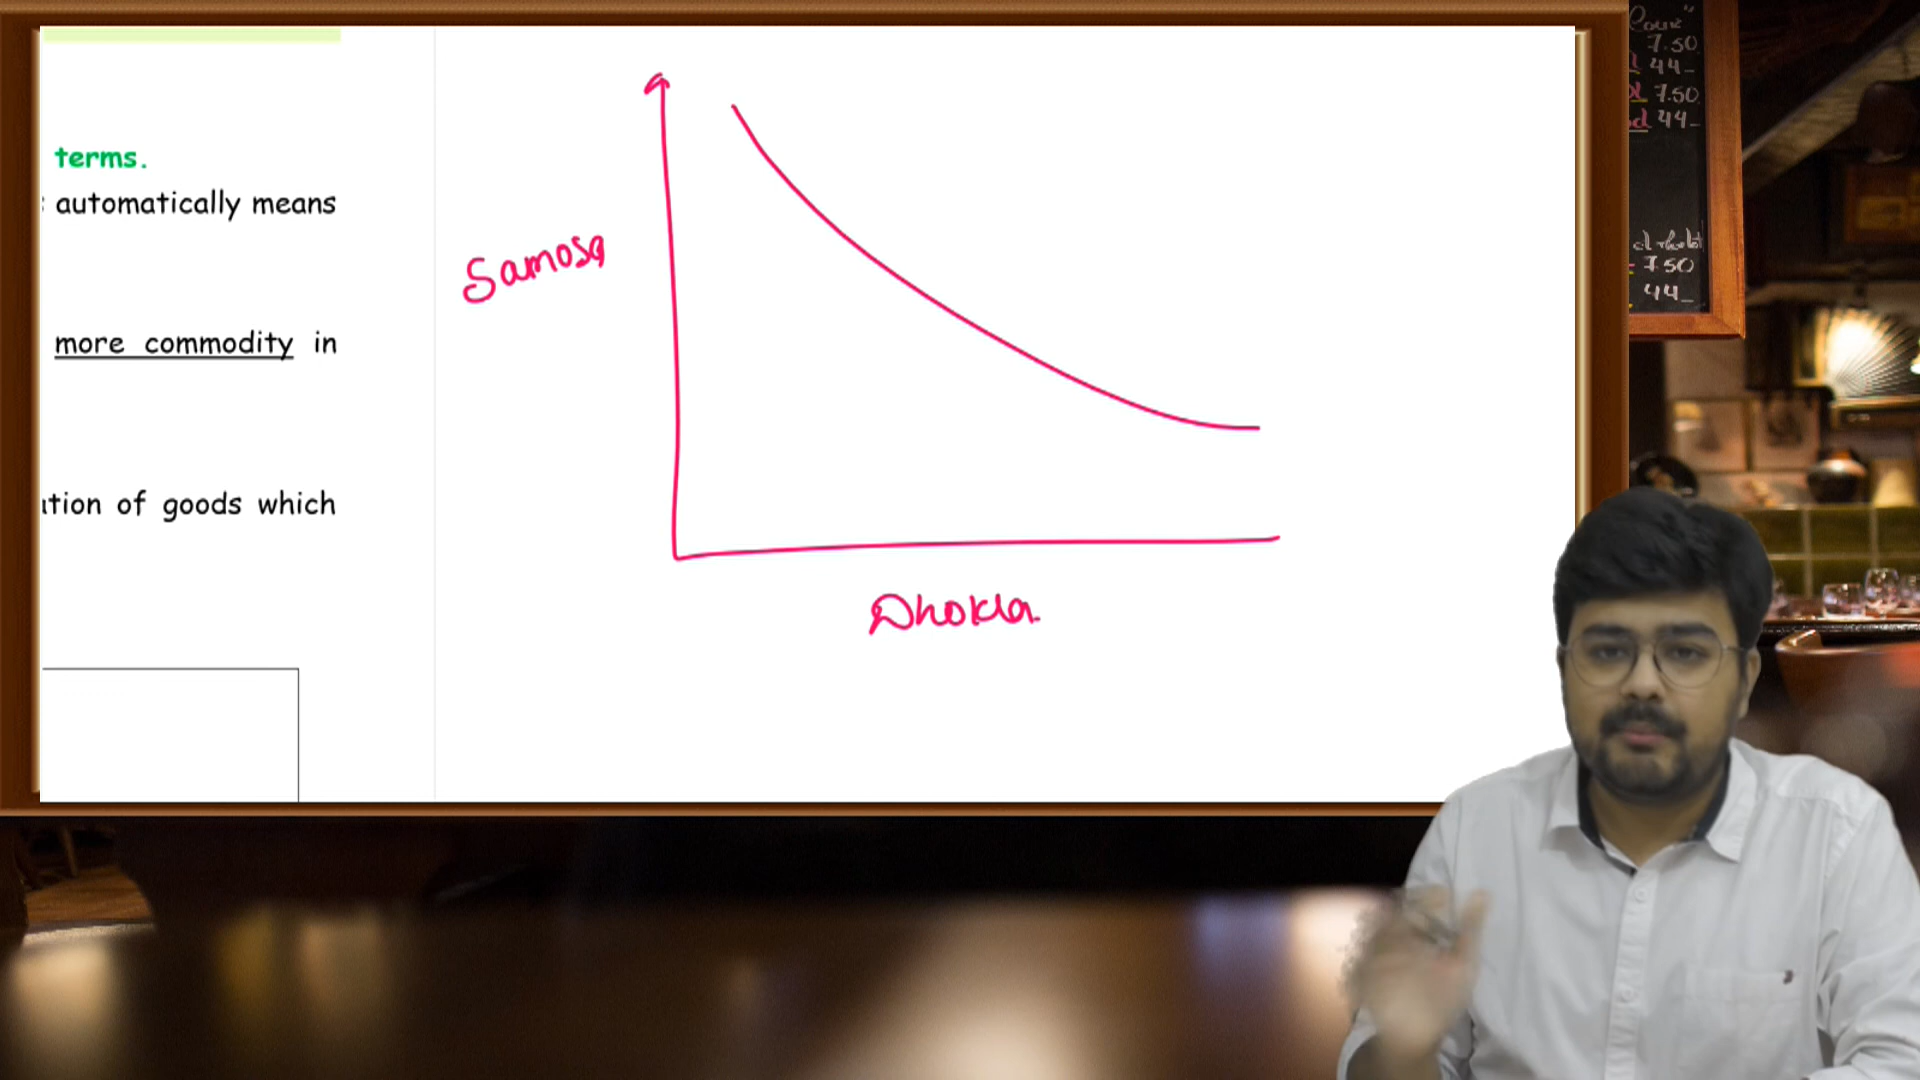 terms.
automatically means
more commodity in
of goods which
Samosa
Dhokla
7.50
44-
7.50
44-
7.50
44-